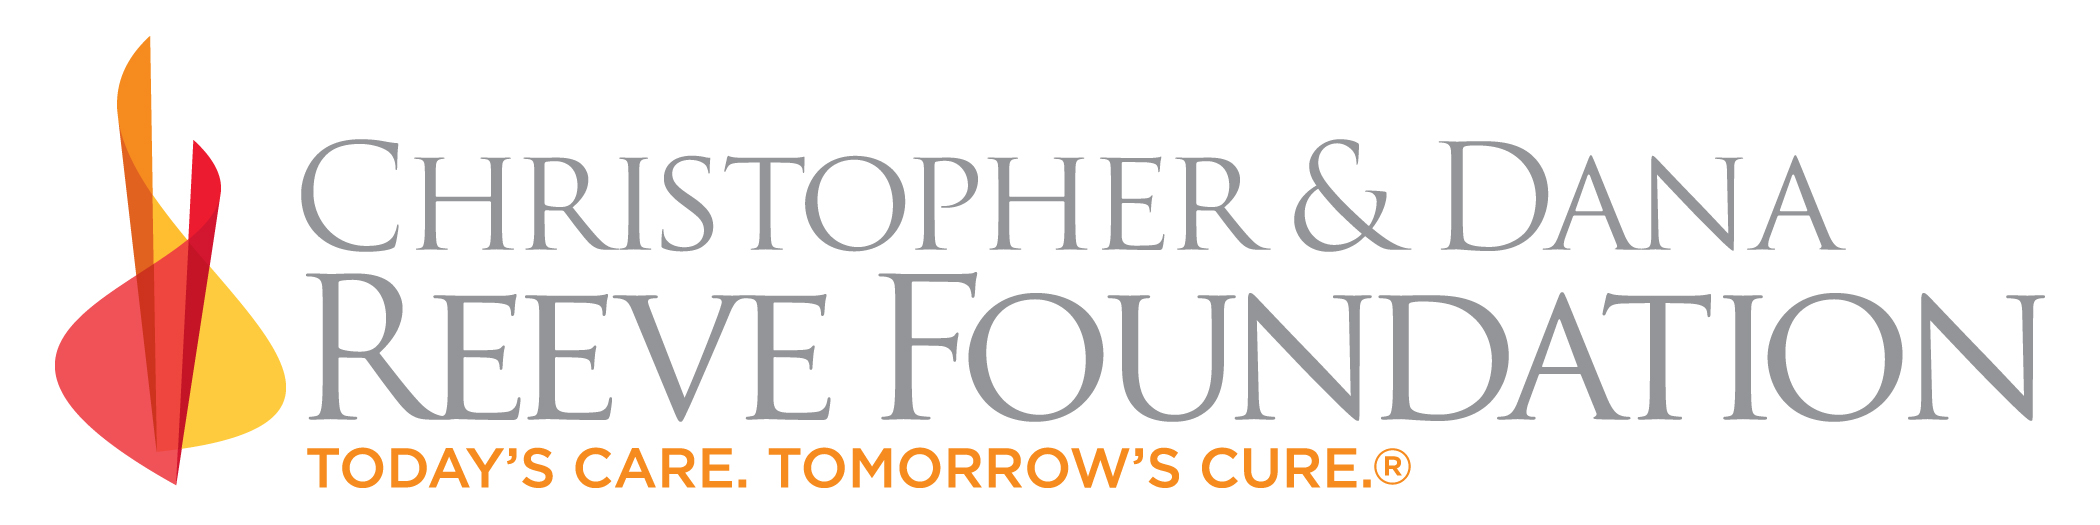 CHRISTOPHER & DANA
REEVE FOUNDATION
TODAY'S CARE. TOMORROW'S CURE.®